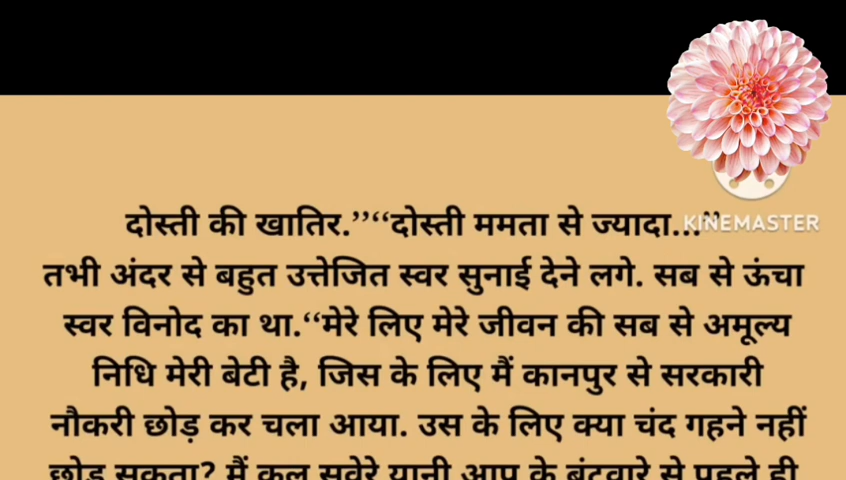 दोस्ती की खातिर.’’‘‘दोस्ती ममता से ज्यादा...’’
KINEMASTER
तभी अंदर से बहुत उत्तेजित स्वर सुनाई देने लगे. सब से ऊंचा
स्वर विनोद का था.‘‘मेरे लिए मेरे जीवन की सब से अमूल्य
निधि मेरी बेटी है, जिस के लिए मैं कानपुर से सरकारी
नौकरी छोड़ कर चला आया. उस के लिए क्या चंद गहने नहीं
छोड़ सकता? मैं कल सवेरे यानी आप के बंटवारे से पहले ही